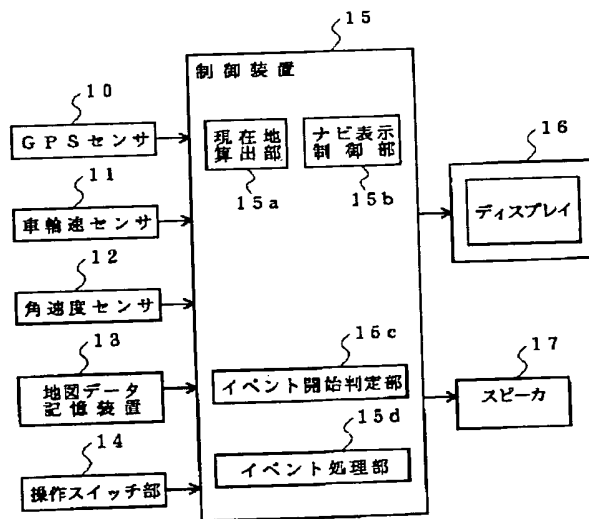 15
制御装置
10
GPSセンサ
現在地
算出部
15a
ナビ表示
制御部
15b
16
ディスプレイ
11
車輪速センサ
12
角速度センサ
13
地図データ
記憶装置
15c
イベント開始判定部
17
スピーカ
14
操作スイッチ部
15d
イベント処理部